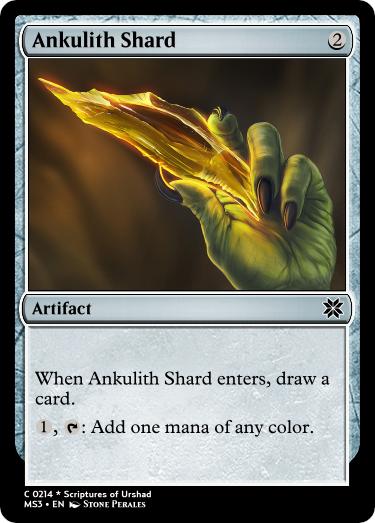 Ankulith Shard 2
Artifact
When Ankulith Shard enters, draw a
card.
1, : Add one mana of any color.
C 0214 * Scriptures of Urshad
MS3 • EN Stone Perales